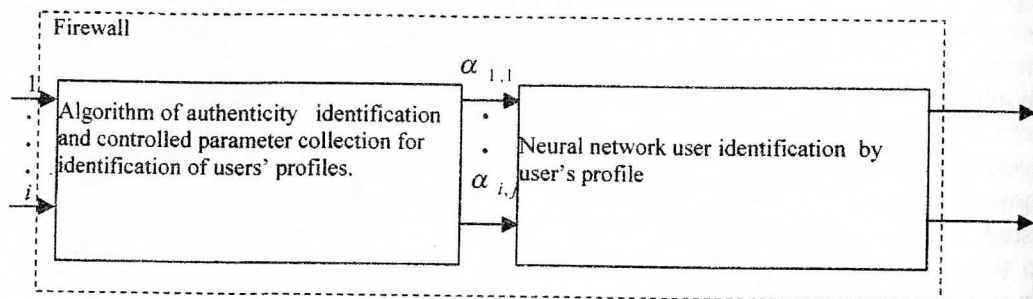 Firewall
1
α 1,1
Algorithm of authenticity identification
and controlled parameter collection for
identification of users' profiles.
i
α i,j
Neural network user identification by
user's profile